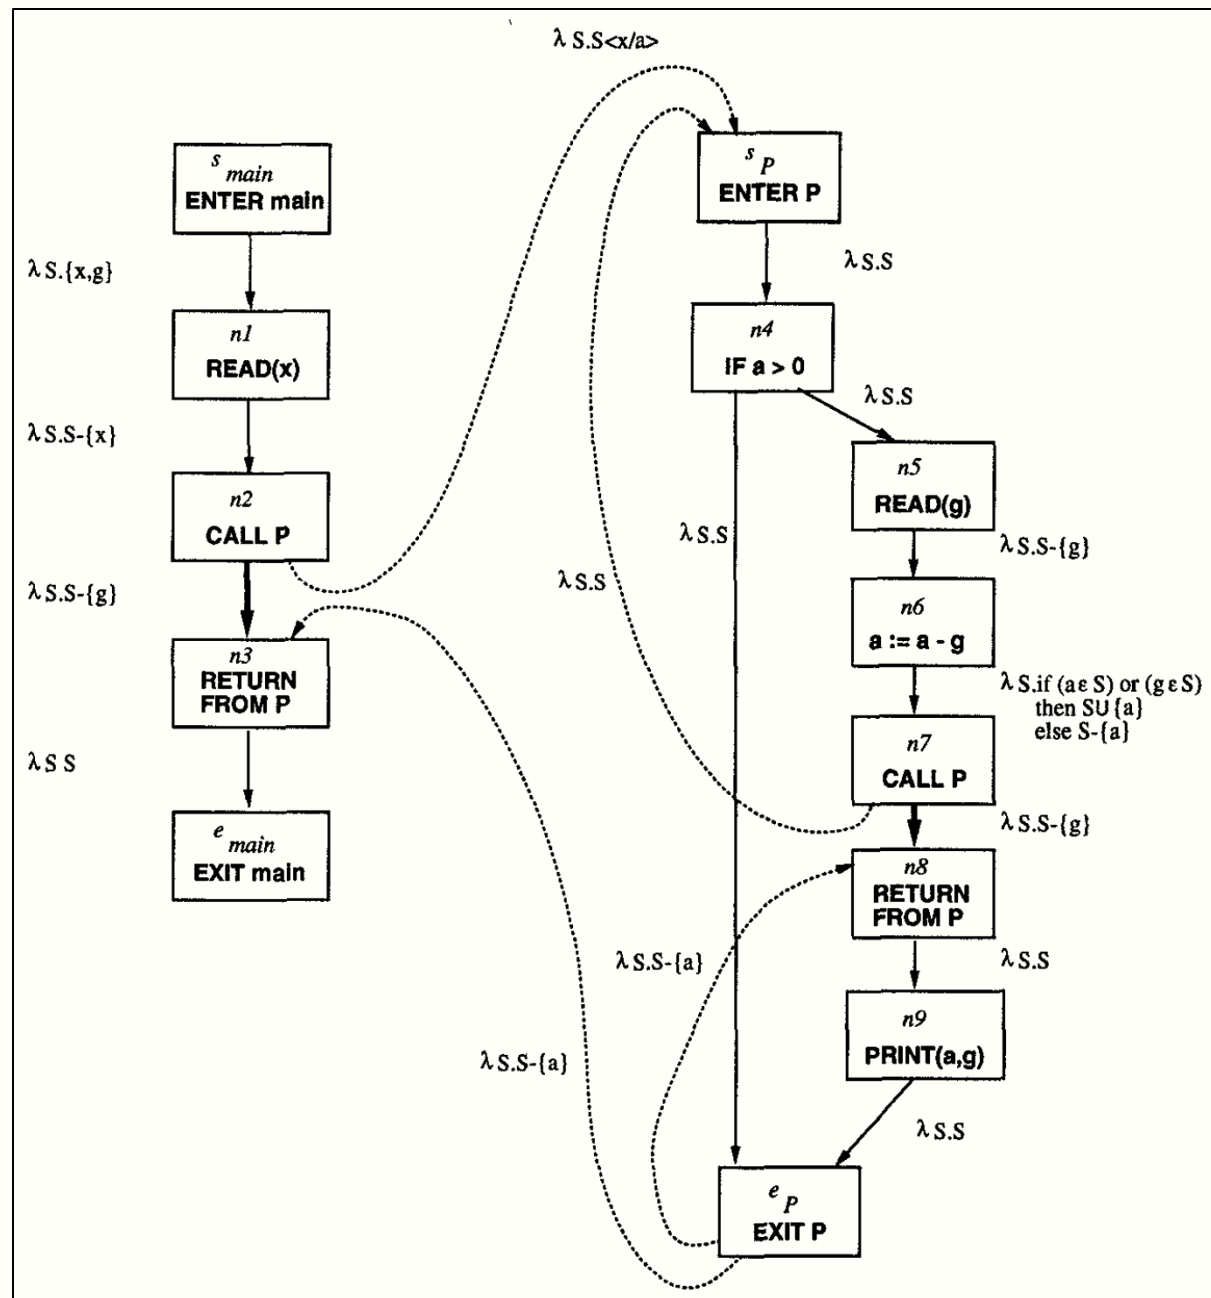 λ S.S<x/a>
s main
ENTER main
λ S.{x,g}
n1
READ(x)
λ S.S-{x}
n2
CALL P
λ S.S-{g}
n3
RETURN
FROM P
λ S S
e main
EXIT main
s P
ENTER P
λ S.S
n4
IF a > 0
λ S.S
n5
READ(g)
λ S.S
λ S.S-{g}
λ S.S
n6
a := a - g
λ S.if (a ε S) or (g ε S)
then S∪{a}
else S-{a}
n7
CALL P
λ S.S-{g}
n8
RETURN
FROM P
λ S.S-{a}
λ S.S
n9
PRINT(a,g)
λ S.S-{a}
λ S.S
e P
EXIT P